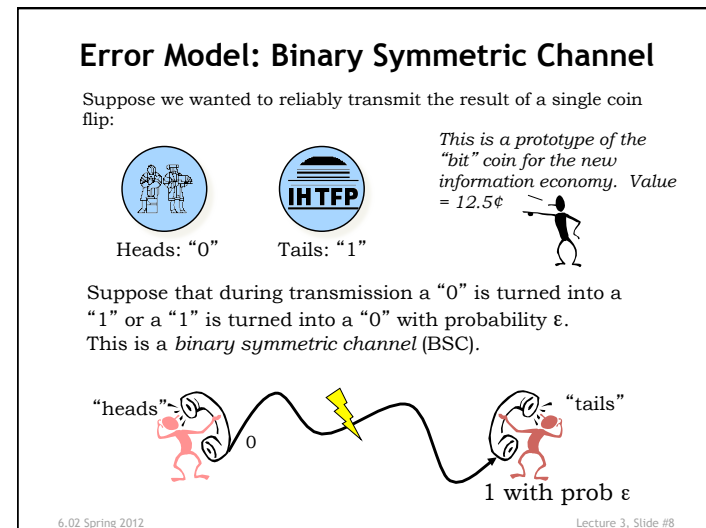 Error Model: Binary Symmetric Channel
Suppose we wanted to reliably transmit the result of a single coin
flip:
This is a prototype of the
“bit” coin for the new
information economy. Value
= 12.5¢
IHTFP
Heads: “0”
Tails: “1”
Suppose that during transmission a “0” is turned into a
“1” or a “1” is turned into a “0” with probability ε.
This is a binary symmetric channel (BSC).
“heads”
“tails”
0
1 with prob ε
6.02 Spring 2012
Lecture 3, Slide #8